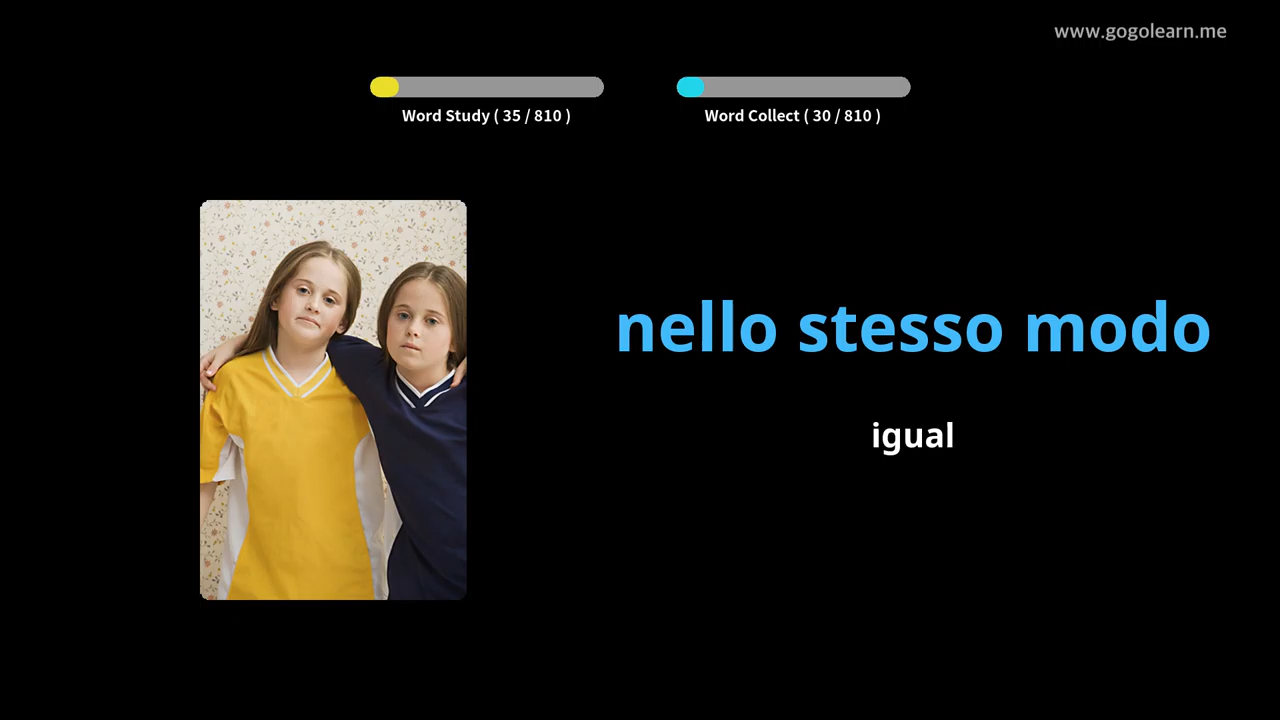 www.gogolearn.me
Word Study ( 35 / 810 )
Word Collect ( 30 / 810 )
nello stesso modo
igual